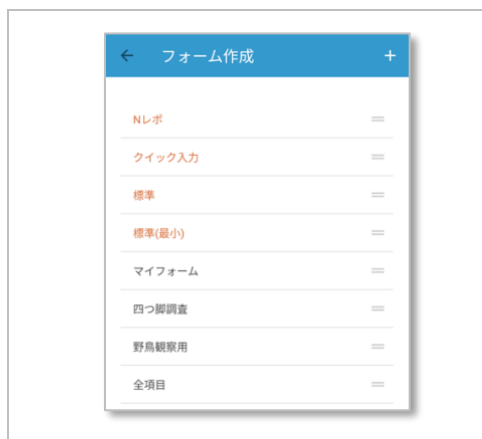 フォーム作成
Nレポ
クイック入力
標準
標準(最小)
マイフォーム
四つ脚調査
野鳥観察用
全項目